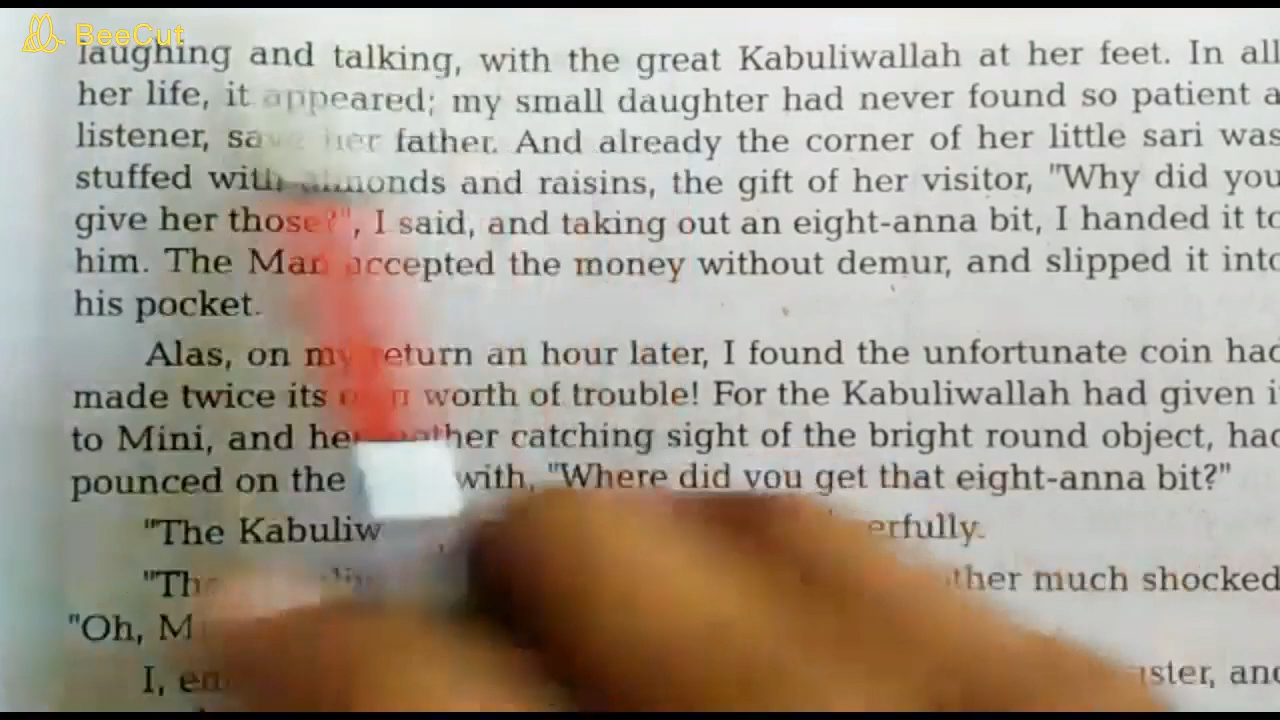 BeeCut
laughing and talking, with the great Kabuliwallah at her feet. In all
her life, it appeared; my small daughter had never found so patient a
listener, save her father. And already the corner of her little sari was
stuffed with almonds and raisins, the gift of her visitor, "Why did you
give her those?", I said, and taking out an eight-anna bit, I handed it to
him. The Man accepted the money without demur, and slipped it into
his pocket.
Alas, on my return an hour later, I found the unfortunate coin had
made twice its own worth of trouble! For the Kabuliwallah had given i
to Mini, and her mother catching sight of the bright round object, had
pounced on the with, "Where did you get that eight-anna bit?"
"The Kabuliw erfully.
"The ther much shocked
"Oh, M
I, and